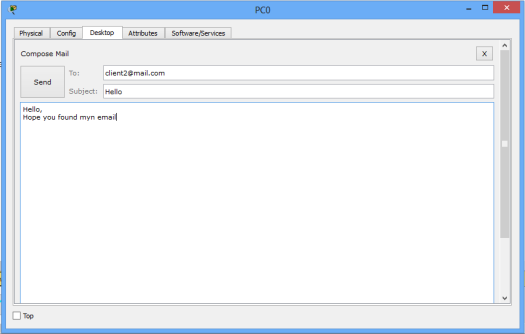 PC0
Physical Config Desktop Attributes Software/Services
Compose Mail X
Send
To: client2@mail.com
Subject: Hello
Hello,
Hope you found myn email
Top